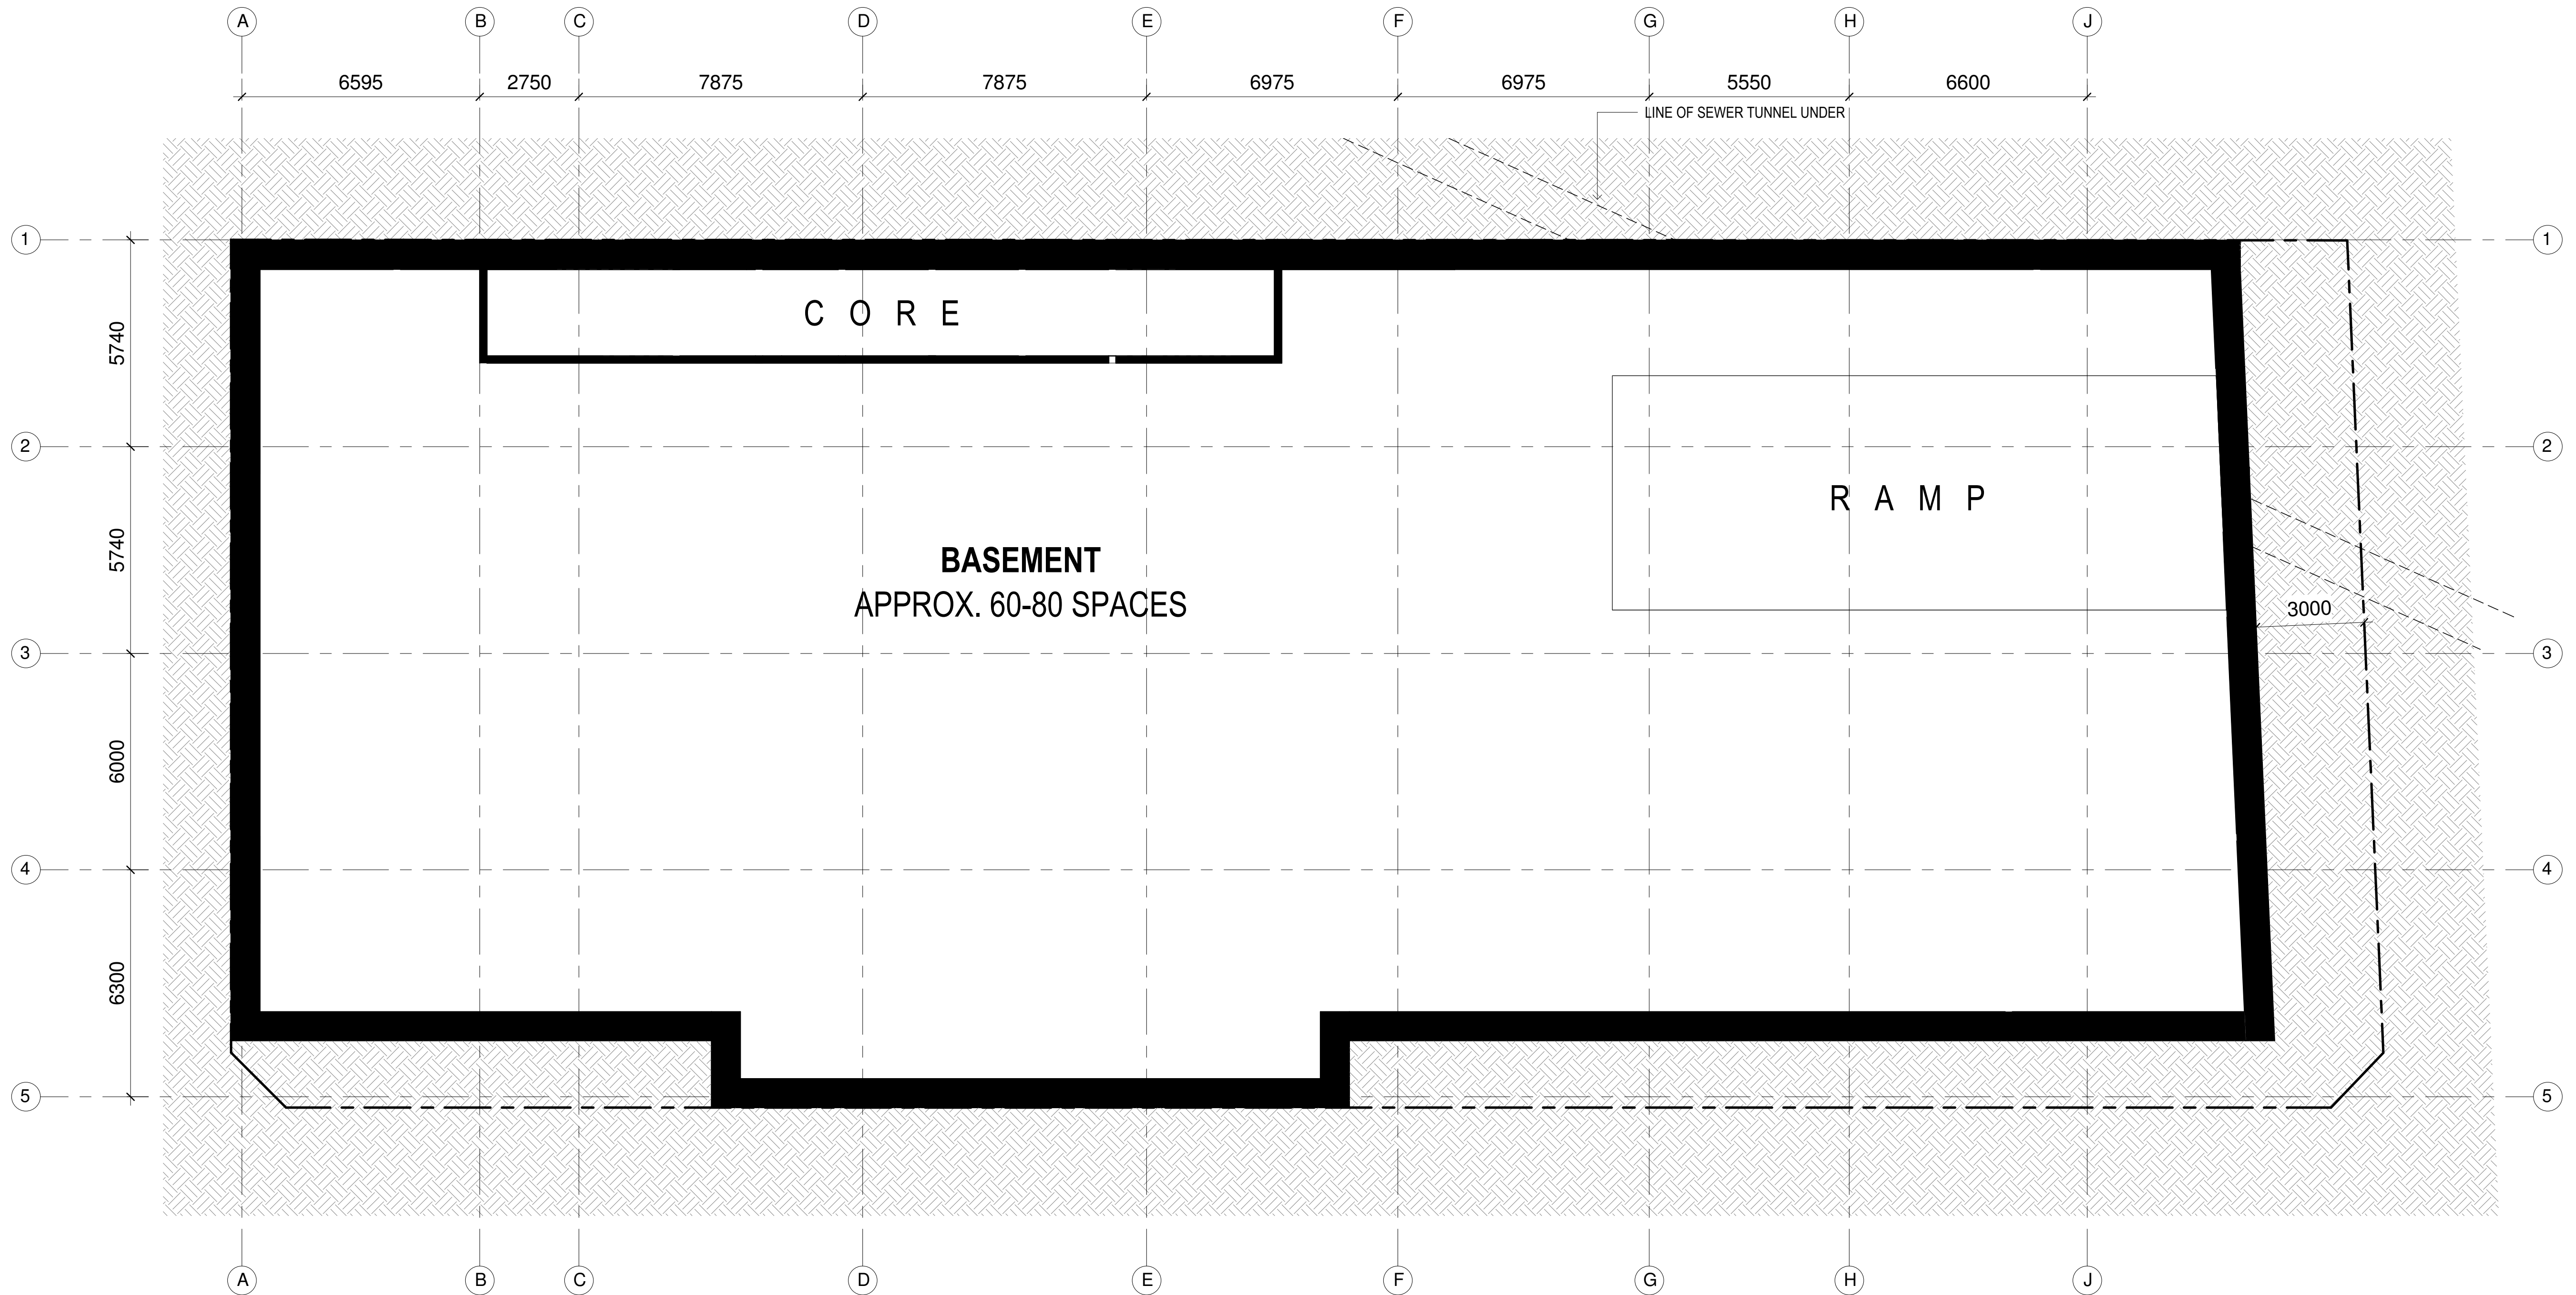 A B C D E F G H J
6595 2750 7875 7875 6975 6975 5550 6600
LINE OF SEWER TUNNEL UNDER
1 1
C O R E
5740
2 2
R A M P
5740
BASEMENT
APPROX. 60-80 SPACES
3000
3 3
6000
4 4
6300
5 5
A B C D E F G H J